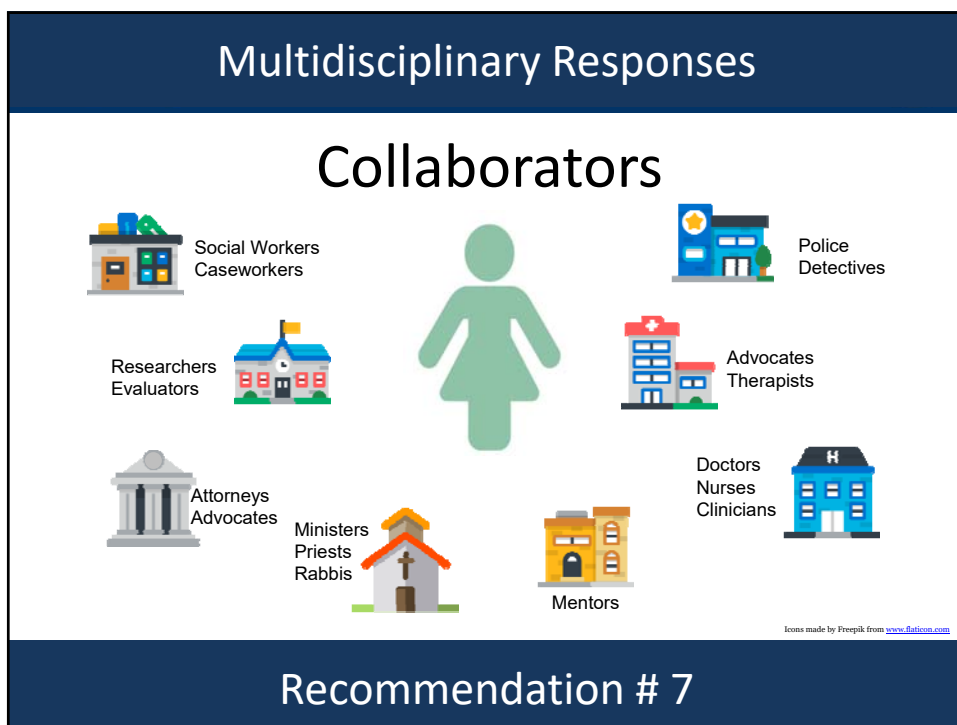 Multidisciplinary Responses
Collaborators
Social Workers
Caseworkers
Police
Detectives
Researchers
Evaluators
Advocates
Therapists
Attorneys
Advocates
Ministers
Priests
Rabbis
Mentors
Doctors
Nurses
Clinicians
H
Icons made by Freepik from www.flaticon.com
Recommendation # 7